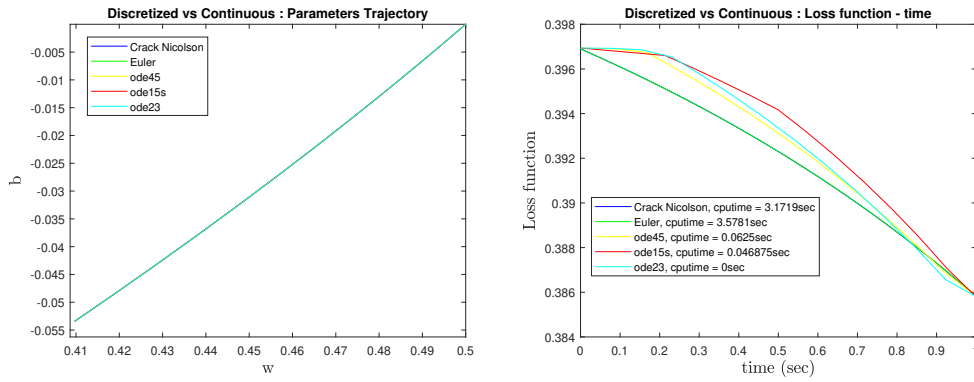 Discretized vs Continuous : Parameters Trajectory
-0.005
-0.01
-0.015
-0.02
-0.025
-0.03
-0.035
-0.04
-0.045
-0.05
-0.055
b
Crack Nicolson
Euler
ode45
ode15s
ode23
0.41 0.42 0.43 0.44 0.45 0.46 0.47 0.48 0.49 0.5
w
Discretized vs Continuous : Loss function - time
0.398
0.396
0.394
0.392
0.39
0.388
0.386
0.384
Loss function
Crack Nicolson, cputime = 3.1719sec
Euler, cputime = 3.5781sec
ode45, cputime = 0.0625sec
ode15s, cputime = 0.046875sec
ode23, cputime = 0sec
0 0.1 0.2 0.3 0.4 0.5 0.6 0.7 0.8 0.9
time (sec)